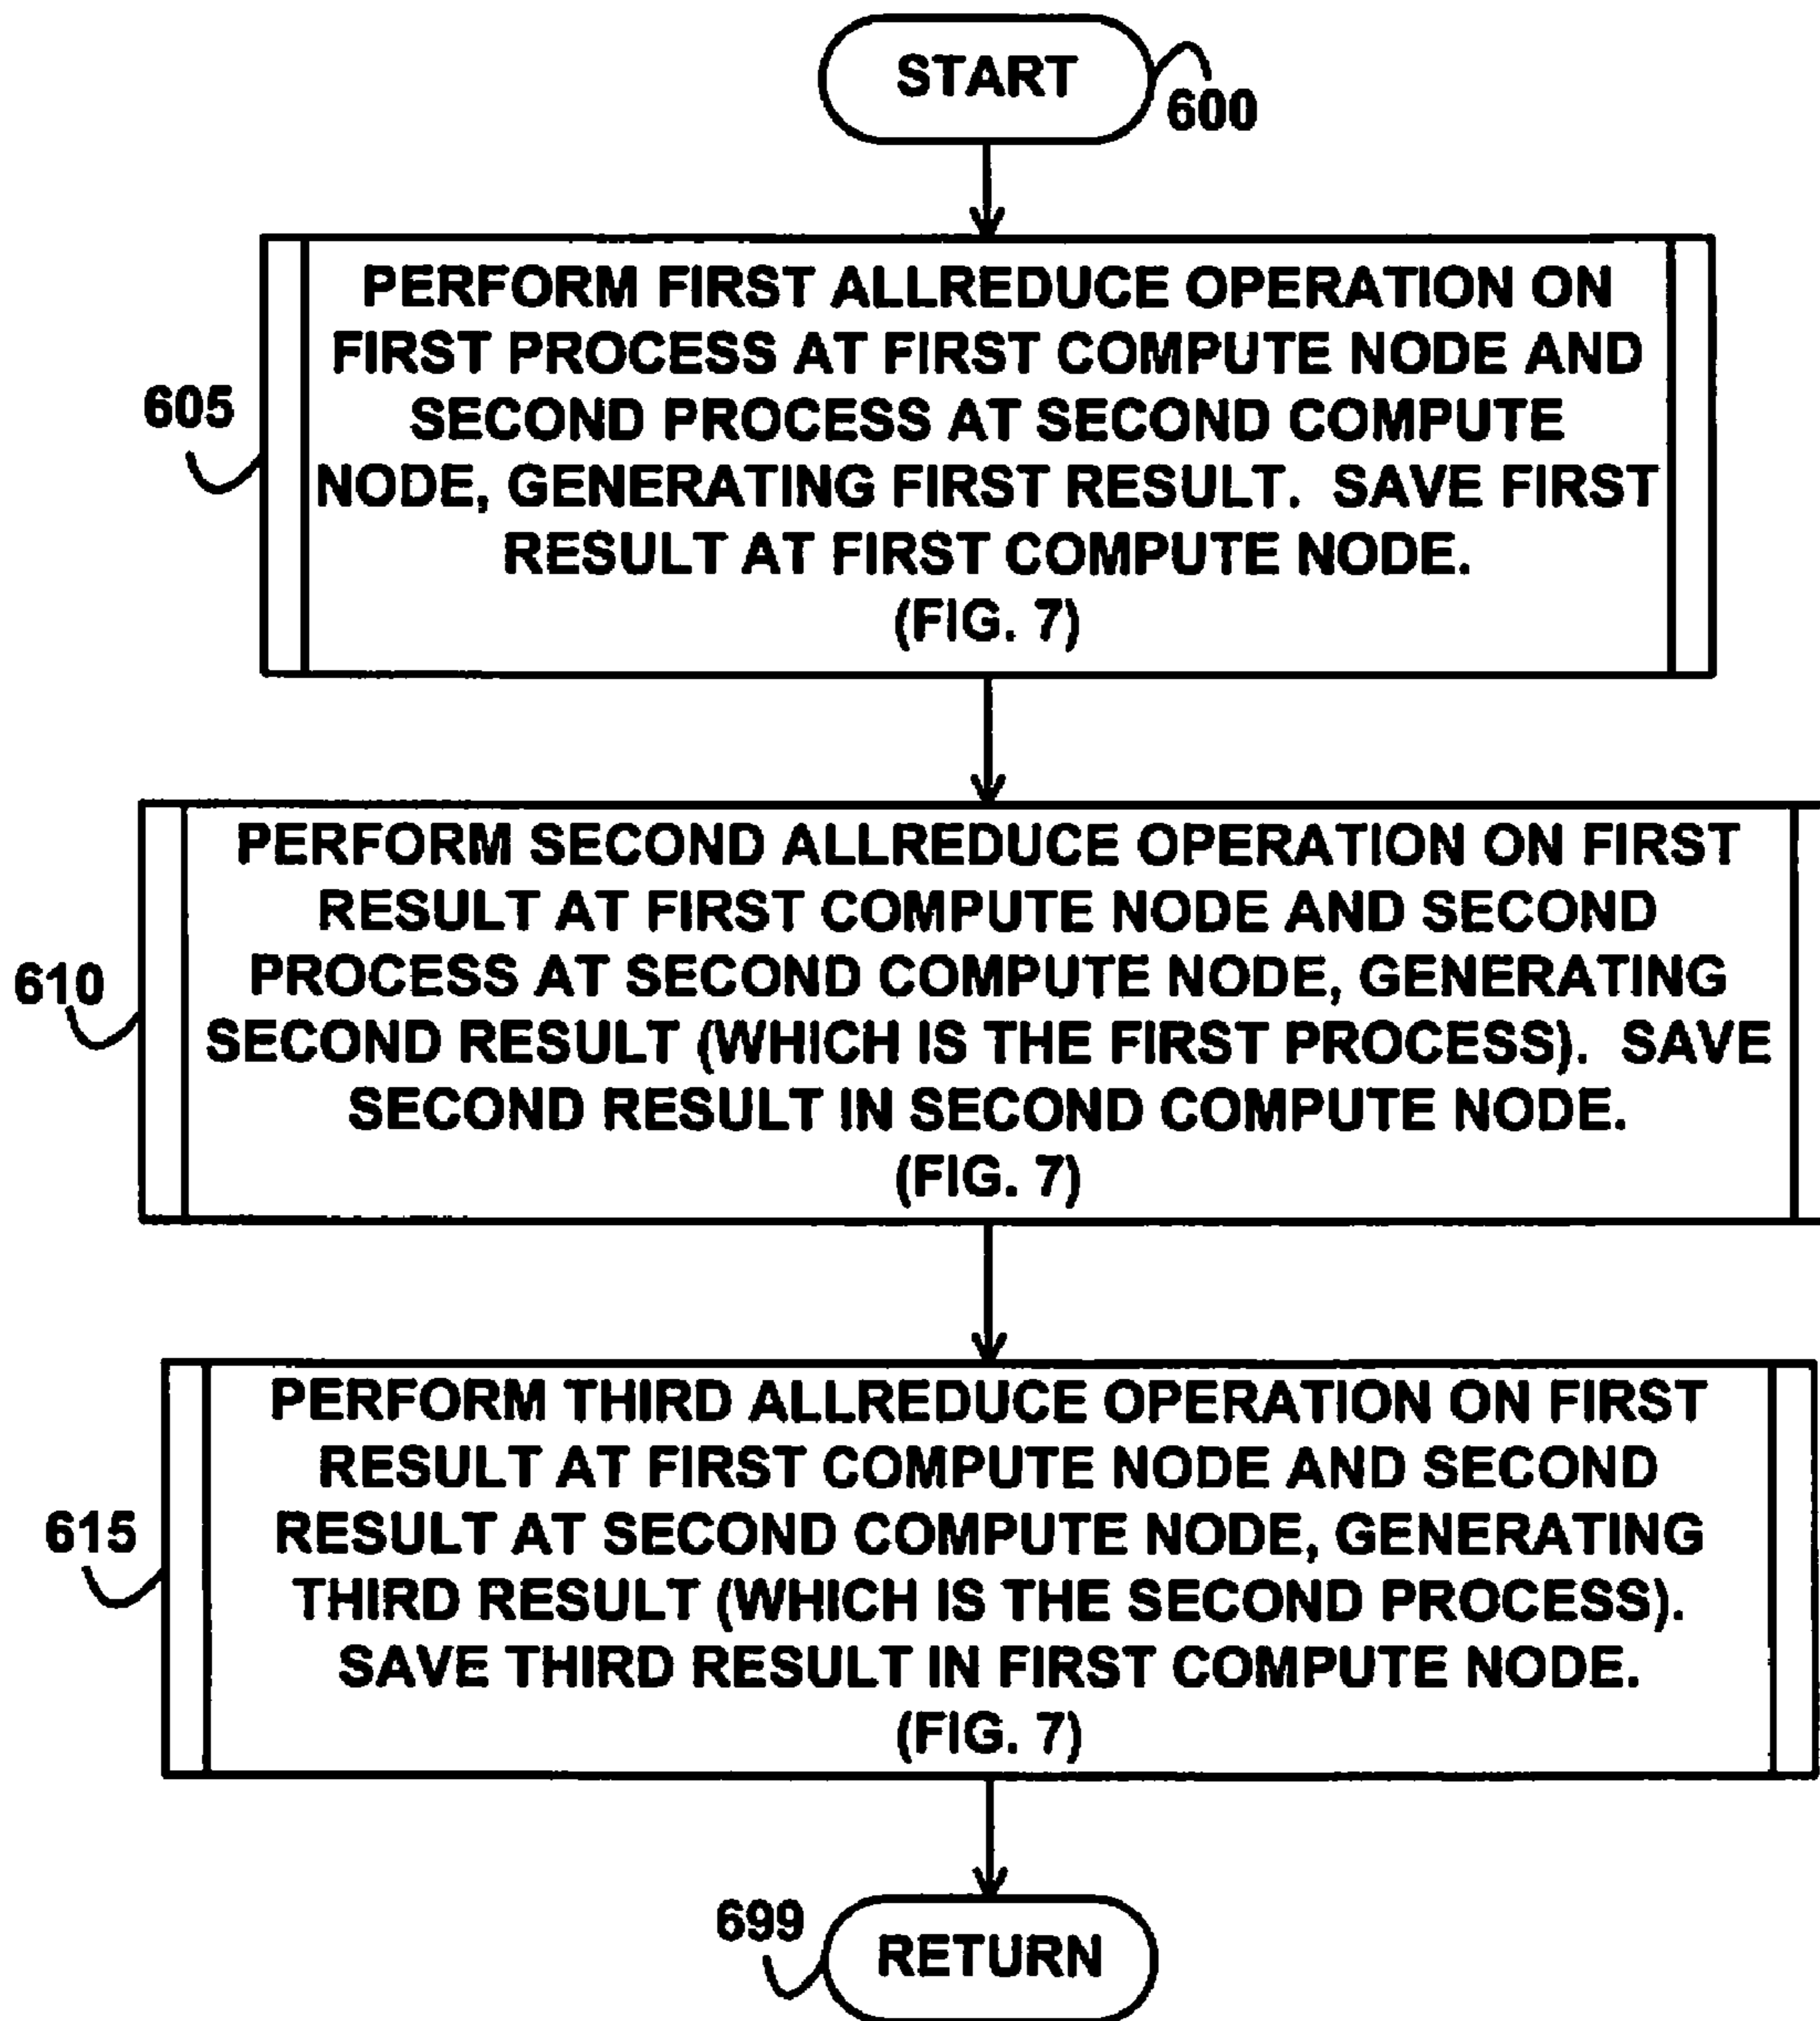 START
600
PERFORM FIRST ALLREDUCE OPERATION ON
FIRST PROCESS AT FIRST COMPUTE NODE AND
SECOND PROCESS AT SECOND COMPUTE
NODE, GENERATING FIRST RESULT. SAVE FIRST
RESULT AT FIRST COMPUTE NODE.
(FIG. 7)
605
PERFORM SECOND ALLREDUCE OPERATION ON FIRST
RESULT AT FIRST COMPUTE NODE AND SECOND
PROCESS AT SECOND COMPUTE NODE, GENERATING
SECOND RESULT (WHICH IS THE FIRST PROCESS). SAVE
SECOND RESULT IN SECOND COMPUTE NODE.
(FIG. 7)
610
PERFORM THIRD ALLREDUCE OPERATION ON FIRST
RESULT AT FIRST COMPUTE NODE AND SECOND
RESULT AT SECOND COMPUTE NODE, GENERATING
THIRD RESULT (WHICH IS THE SECOND PROCESS).
SAVE THIRD RESULT IN FIRST COMPUTE NODE.
(FIG. 7)
615
699
RETURN